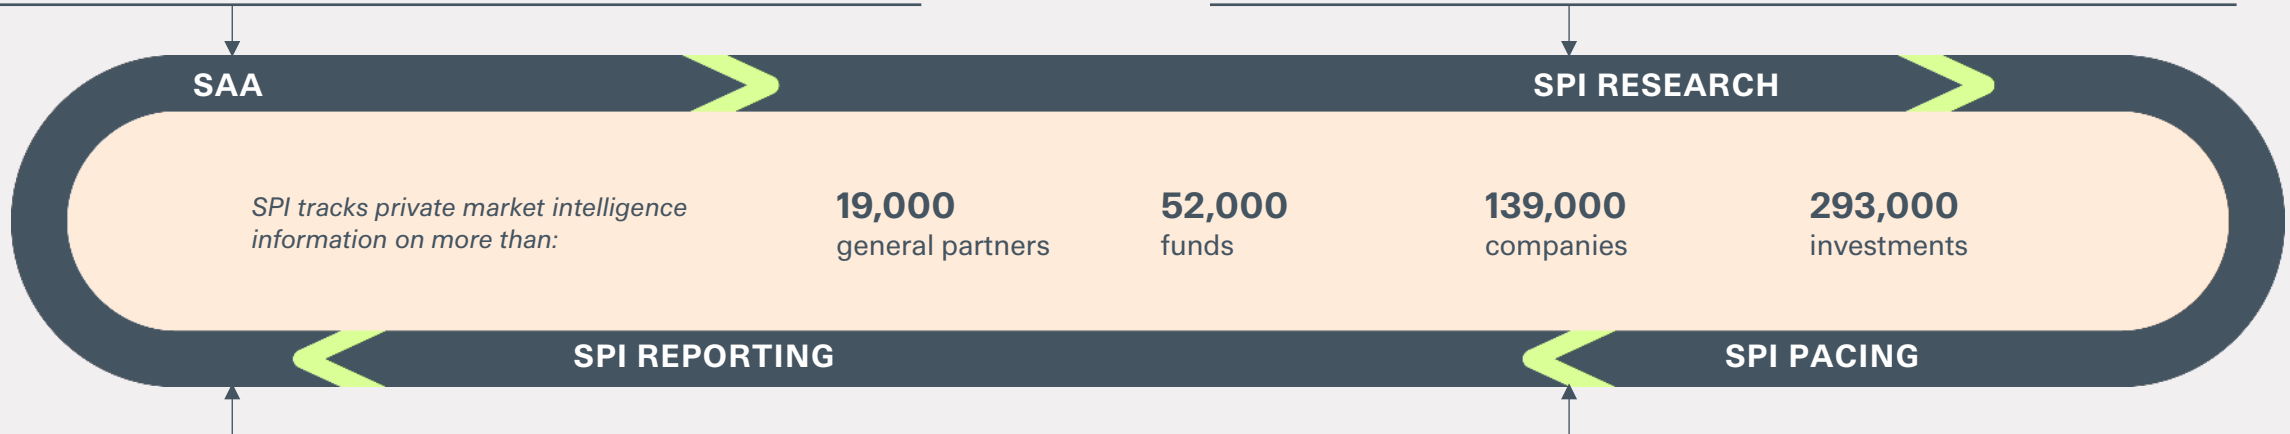 SAA
SPI RESEARCH
SPI tracks private market intelligence
information on more than:
19,000
general partners
52,000
funds
139,000
companies
293,000
investments
SPI REPORTING
SPI PACING